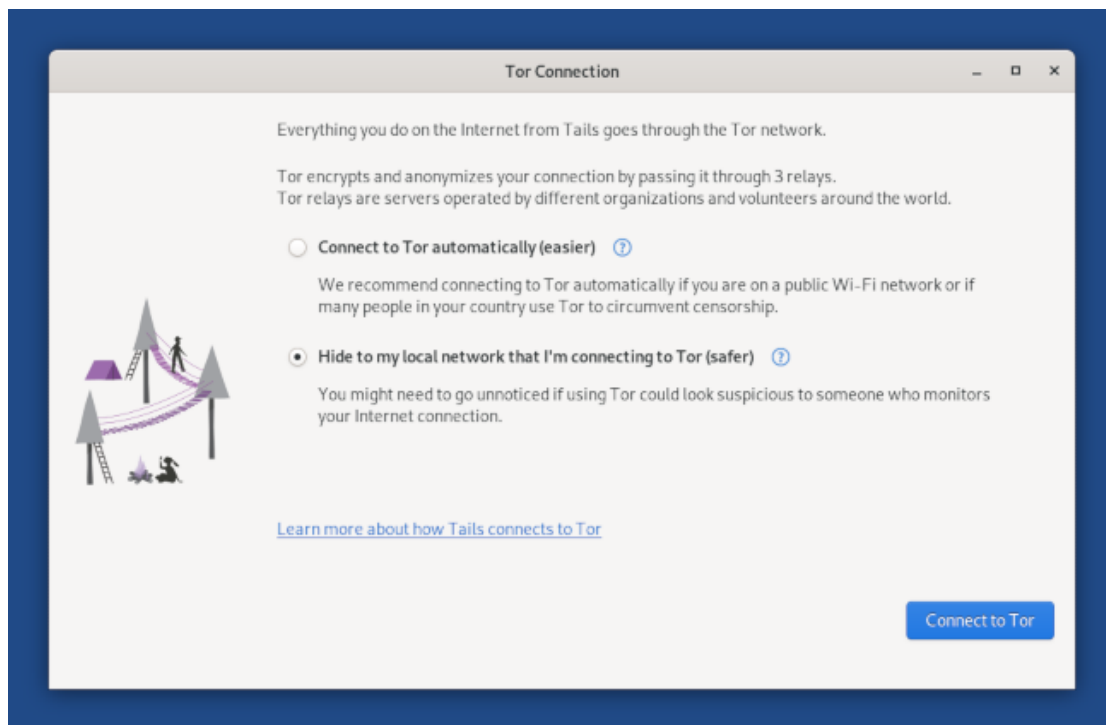 Tor Connection
Everything you do on the Internet from Tails goes through the Tor network.
Tor encrypts and anonymizes your connection by passing it through 3 relays.
Tor relays are servers operated by different organizations and volunteers around the world.
Connect to Tor automatically (easier) ?
We recommend connecting to Tor automatically if you are on a public Wi-Fi network or if
many people in your country use Tor to circumvent censorship.
Hide to my local network that I'm connecting to Tor (safer) ?
You might need to go unnoticed if using Tor could look suspicious to someone who monitors
your Internet connection.
Learn more about how Tails connects to Tor
Connect to Tor